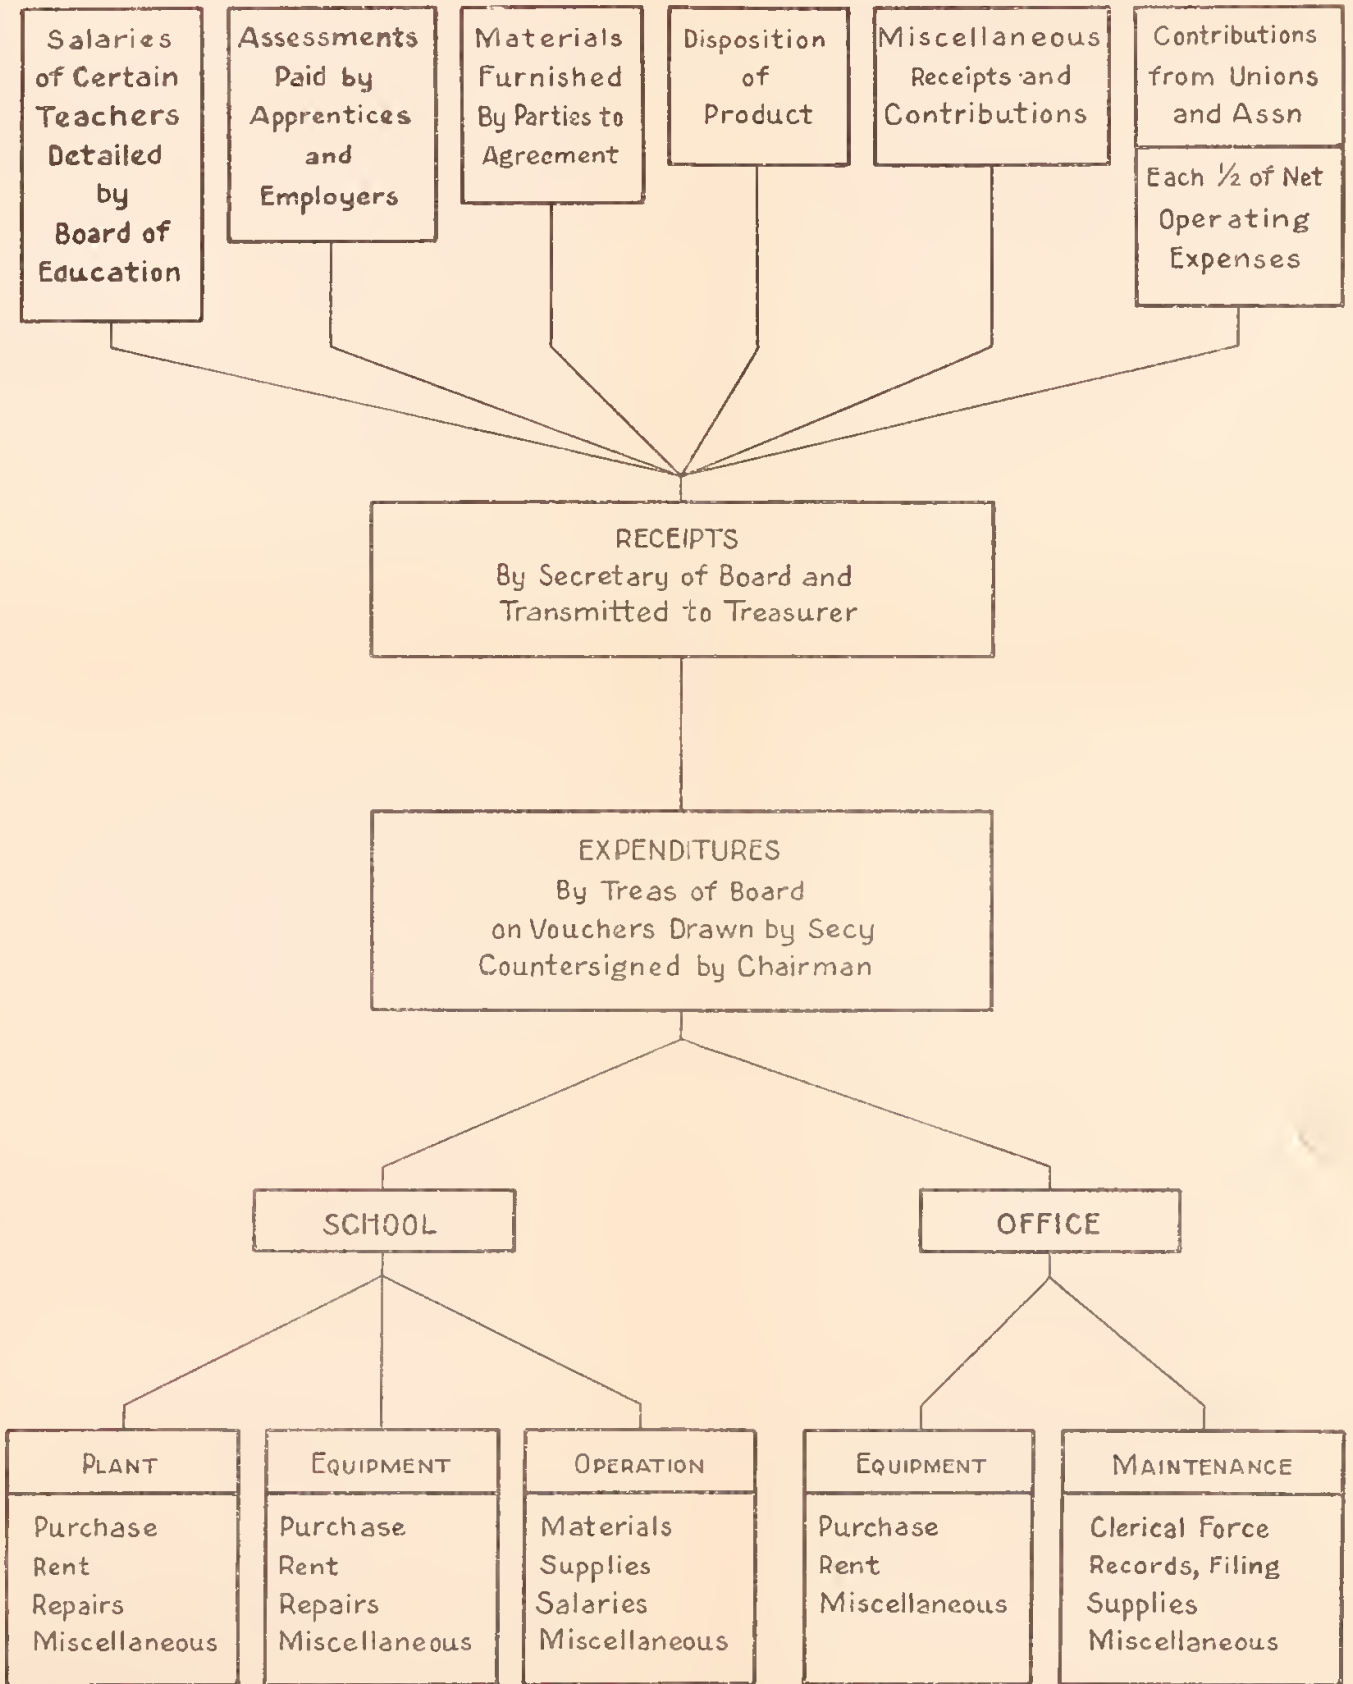 Salaries
of Certain
Teachers
Detailed
by
Board of
Education
Assessments
Paid by
Apprentices
and
Employers
Materials
Furnished
By Parties to
Agreement
Disposition
of
Product
Miscellaneous
Receipts and
Contributions
Contributions
from Unions
and Assn
Each ½ of Net
Operating
Expenses
RECEIPTS
By Secretary of Board and
Transmitted to Treasurer
EXPENDITURES
By Treas of Board
on Vouchers Drawn by Secy
Countersigned by Chairman
SCHOOL
OFFICE
PLANT
Purchase
Rent
Repairs
Miscellaneous
EQUIPMENT
Purchase
Rent
Repairs
Miscellaneous
OPERATION
Materials
Supplies
Salaries
Miscellaneous
EQUIPMENT
Purchase
Rent
Miscellaneous
MAINTENANCE
Clerical Force
Records, Filing
Supplies
Miscellaneous